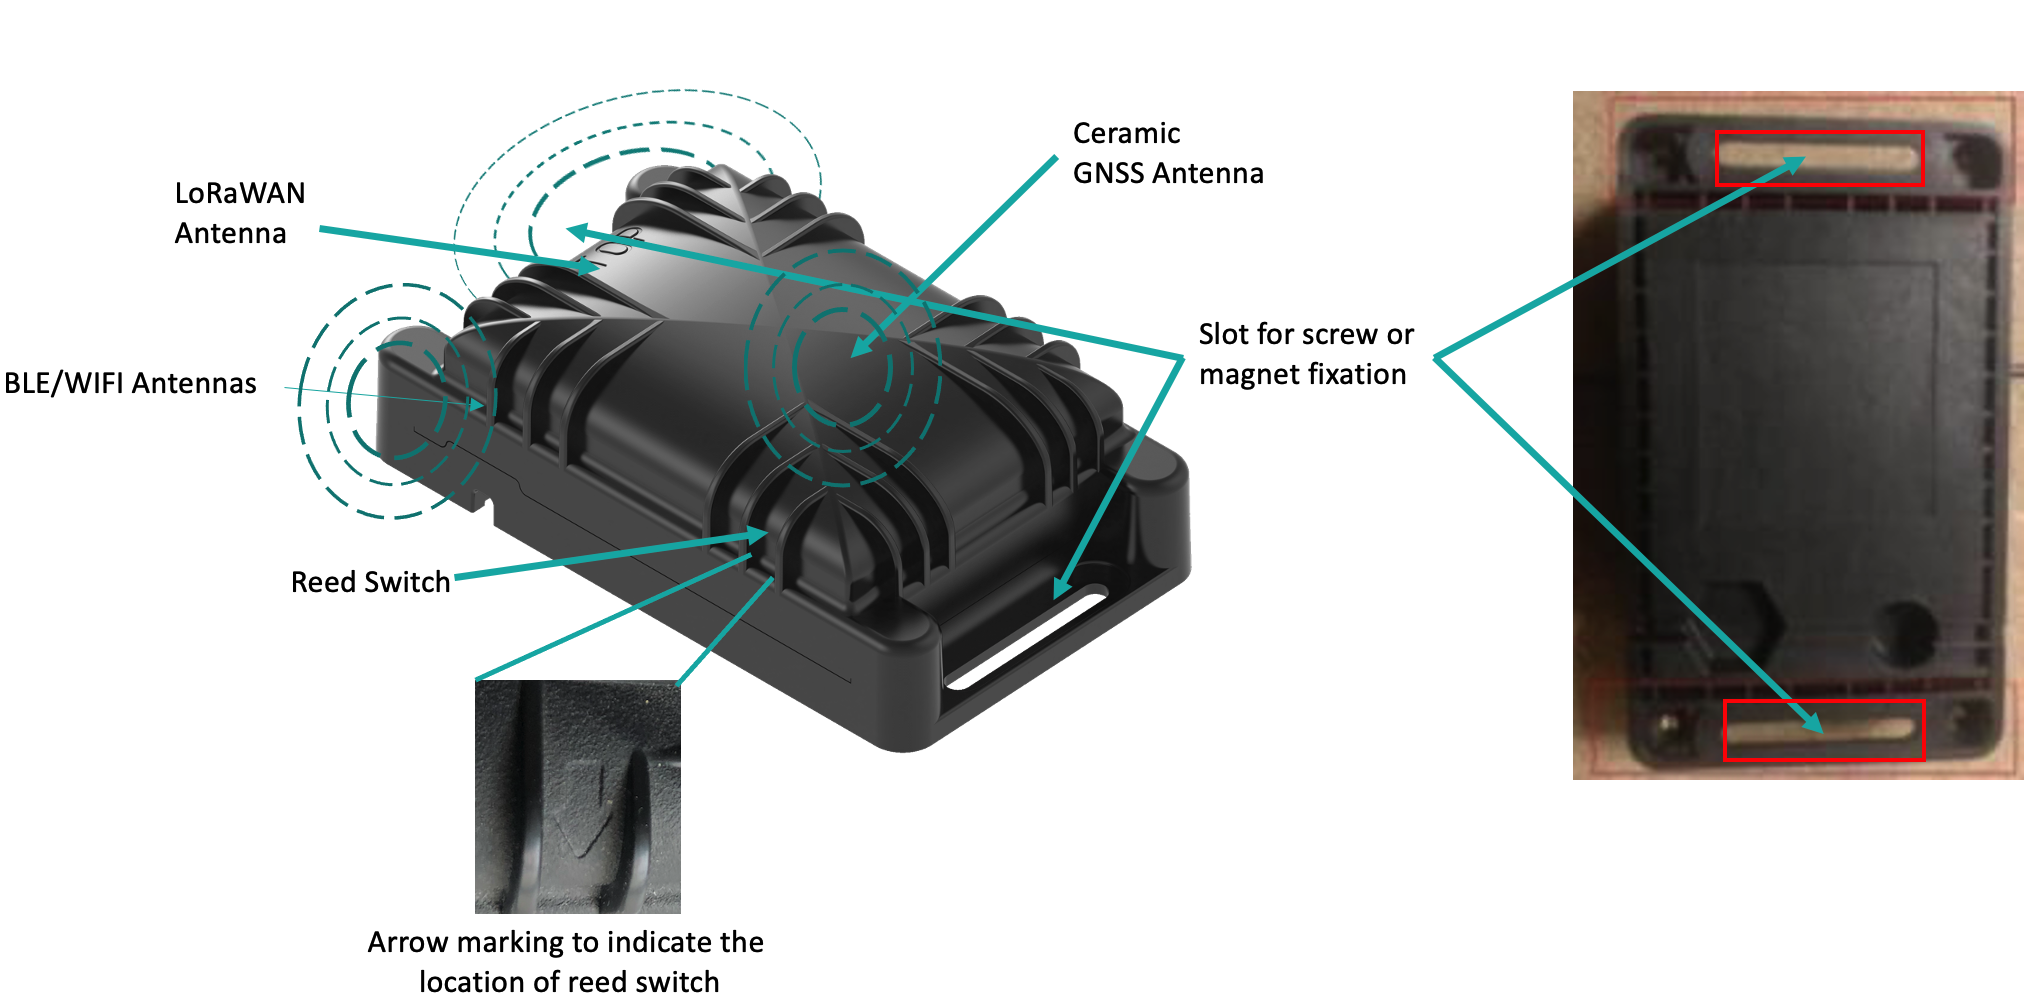 Ceramic
GNSS Antenna
LoRaWAN
Antenna
TOP
Slot for screw or
magnet fixation
BLE/WIFI Antennas
Reed Switch
Arrow marking to indicate the
location of reed switch